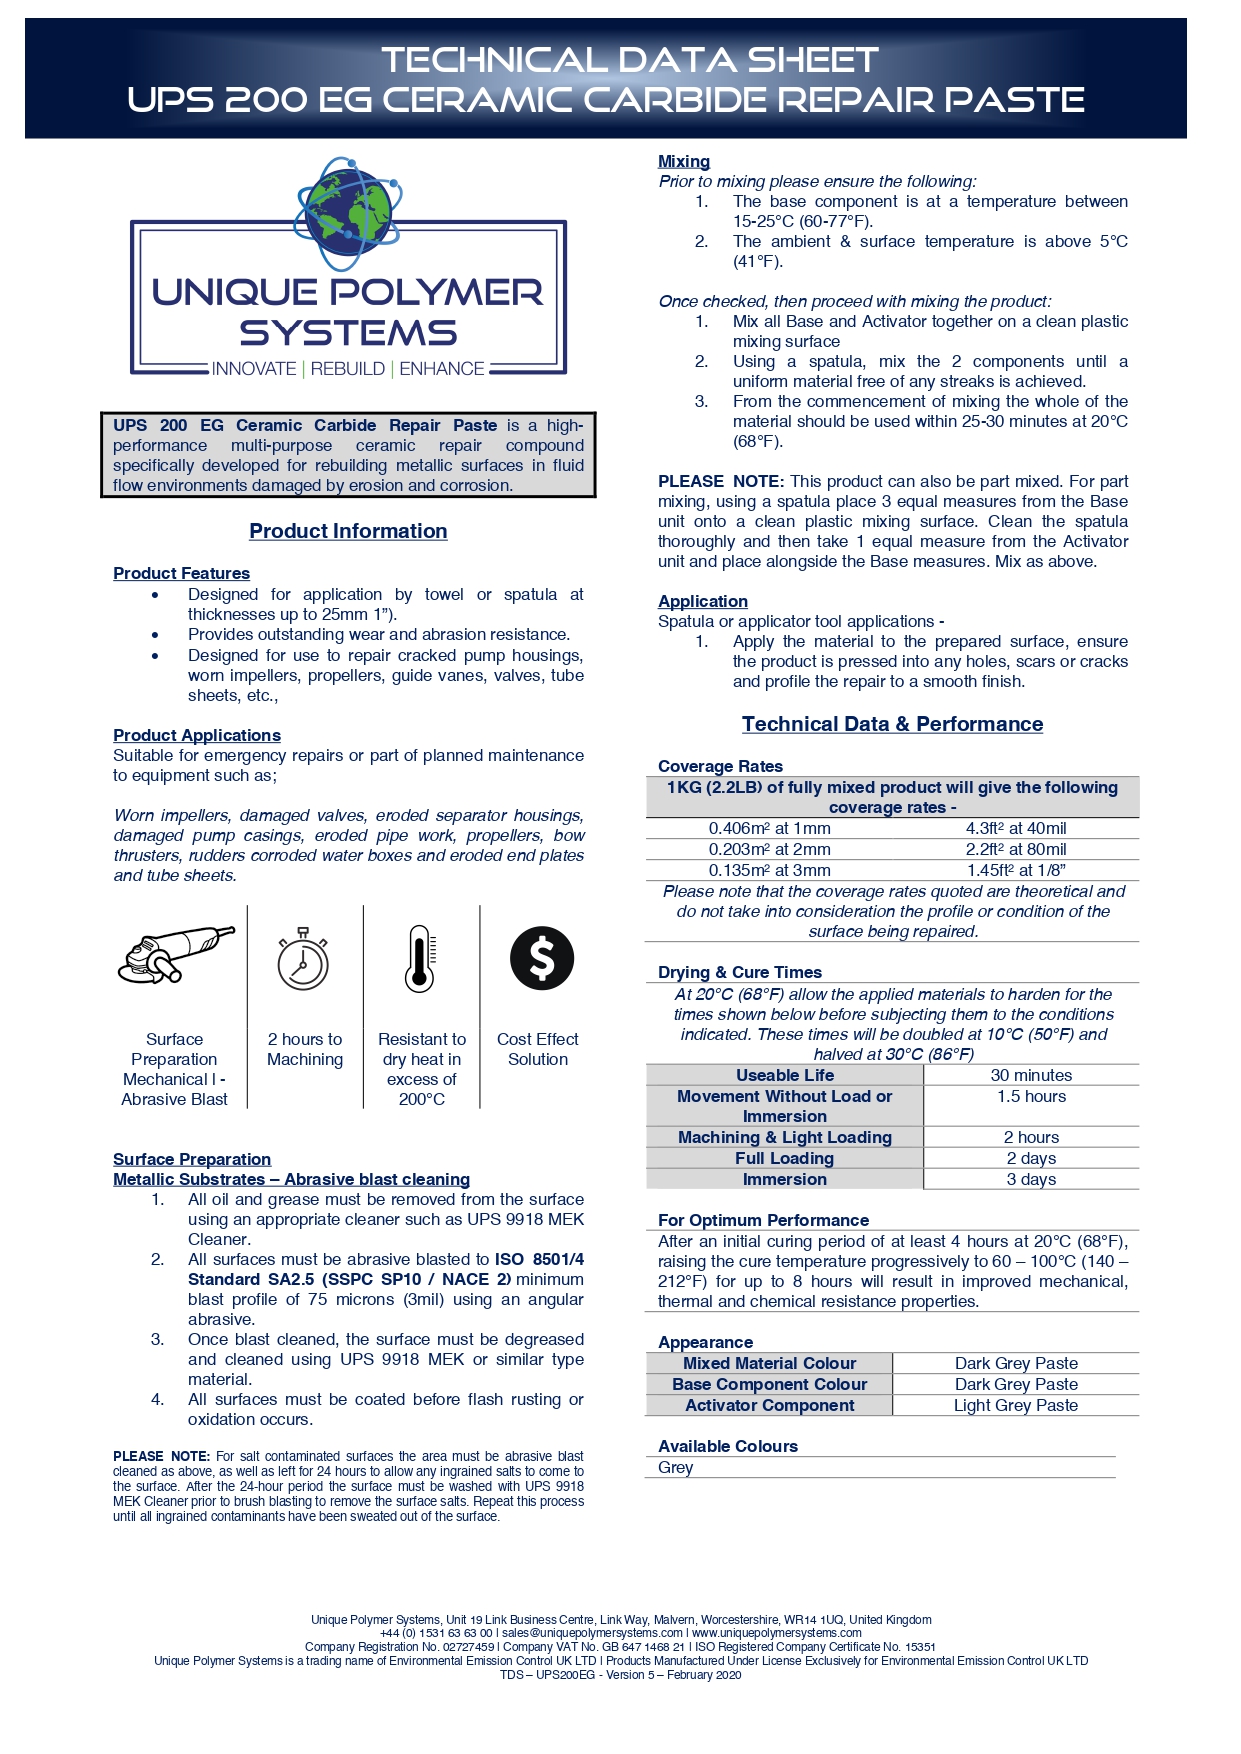 TECHNICAL DATA SHEET
UPS 200 EG CERAMIC CARBIDE REPAIR PASTE
UNIQUE POLYMER
SYSTEMS
INNOVATE | REBUILD | ENHANCE
UPS 200 EG Ceramic Carbide Repair Paste is a high-
performance multi-purpose ceramic repair compound
specifically developed for rebuilding metallic surfaces in fluid
flow environments damaged by erosion and corrosion.
Product Information
Product Features
• Designed for application by towel or spatula at
thicknesses up to 25mm 1”).
• Provides outstanding wear and abrasion resistance.
• Designed for use to repair cracked pump housings,
worn impellers, propellers, guide vanes, valves, tube
sheets, etc.,
Product Applications
Suitable for emergency repairs or part of planned maintenance
to equipment such as;
Worn impellers, damaged valves, eroded separator housings,
damaged pump casings, eroded pipe work, propellers, bow
thrusters, rudders corroded water boxes and eroded end plates
and tube sheets.
Surface
Preparation
Mechanical l -
Abrasive Blast
2 hours to
Machining
Resistant to
dry heat in
excess of
200°C
$
Cost Effect
Solution
Surface Preparation
Metallic Substrates – Abrasive blast cleaning
1. All oil and grease must be removed from the surface
using an appropriate cleaner such as UPS 9918 MEK
Cleaner.
2. All surfaces must be abrasive blasted to ISO 8501/4
Standard SA2.5 (SSPC SP10 / NACE 2) minimum
blast profile of 75 microns (3mil) using an angular
abrasive.
3. Once blast cleaned, the surface must be degreased
and cleaned using UPS 9918 MEK or similar type
material.
4. All surfaces must be coated before flash rusting or
oxidation occurs.
PLEASE NOTE: For salt contaminated surfaces the area must be abrasive blast
cleaned as above, as well as left for 24 hours to allow any ingrained salts to come to
the surface. After the 24-hour period the surface must be washed with UPS 9918
MEK Cleaner prior to brush blasting to remove the surface salts. Repeat this process
until all ingrained contaminants have been sweated out of the surface.
Mixing
Prior to mixing please ensure the following:
1. The base component is at a temperature between
15-25°C (60-77°F).
2. The ambient & surface temperature is above 5°C
(41°F).
Once checked, then proceed with mixing the product:
1. Mix all Base and Activator together on a clean plastic
mixing surface
2. Using a spatula, mix the 2 components until a
uniform material free of any streaks is achieved.
3. From the commencement of mixing the whole of the
material should be used within 25-30 minutes at 20°C
(68°F).
PLEASE NOTE: This product can also be part mixed. For part
mixing, using a spatula place 3 equal measures from the Base
unit onto a clean plastic mixing surface. Clean the spatula
thoroughly and then take 1 equal measure from the Activator
unit and place alongside the Base measures. Mix as above.
Application
Spatula or applicator tool applications -
1. Apply the material to the prepared surface, ensure
the product is pressed into any holes, scars or cracks
and profile the repair to a smooth finish.
Technical Data & Performance
Coverage Rates
1KG (2.2LB) of fully mixed product will give the following
coverage rates -
0.406m² at 1mm 4.3ft² at 40mil
0.203m² at 2mm 2.2ft² at 80mil
0.135m² at 3mm 1.45ft² at 1/8”
Please note that the coverage rates quoted are theoretical and
do not take into consideration the profile or condition of the
surface being repaired.
Drying & Cure Times
At 20°C (68°F) allow the applied materials to harden for the
times shown below before subjecting them to the conditions
indicated. These times will be doubled at 10°C (50°F) and
halved at 30°C (86°F)
Useable Life 30 minutes
Movement Without Load or 1.5 hours
Immersion
Machining & Light Loading 2 hours
Full Loading 2 days
Immersion 3 days
For Optimum Performance
After an initial curing period of at least 4 hours at 20°C (68°F),
raising the cure temperature progressively to 60 – 100°C (140 –
212°F) for up to 8 hours will result in improved mechanical,
thermal and chemical resistance properties.
Appearance
Mixed Material Colour Dark Grey Paste
Base Component Colour Dark Grey Paste
Activator Component Light Grey Paste
Available Colours
Grey
Unique Polymer Systems, Unit 19 Link Business Centre, Link Way, Malvern, Worcestershire, WR14 1UQ, United Kingdom
+44 (0) 1531 63 63 00 | sales@uniquepolymersystems.com | www.uniquepolymersystems.com
Company Registration No. 02727459 | Company VAT No. GB 647 1468 21 | ISO Registered Company Certificate No. 15351
Unique Polymer Systems is a trading name of Environmental Emission Control UK LTD | Products Manufactured Under License Exclusively for Environmental Emission Control UK LTD
TDS – UPS200EG - Version 5 – February 2020